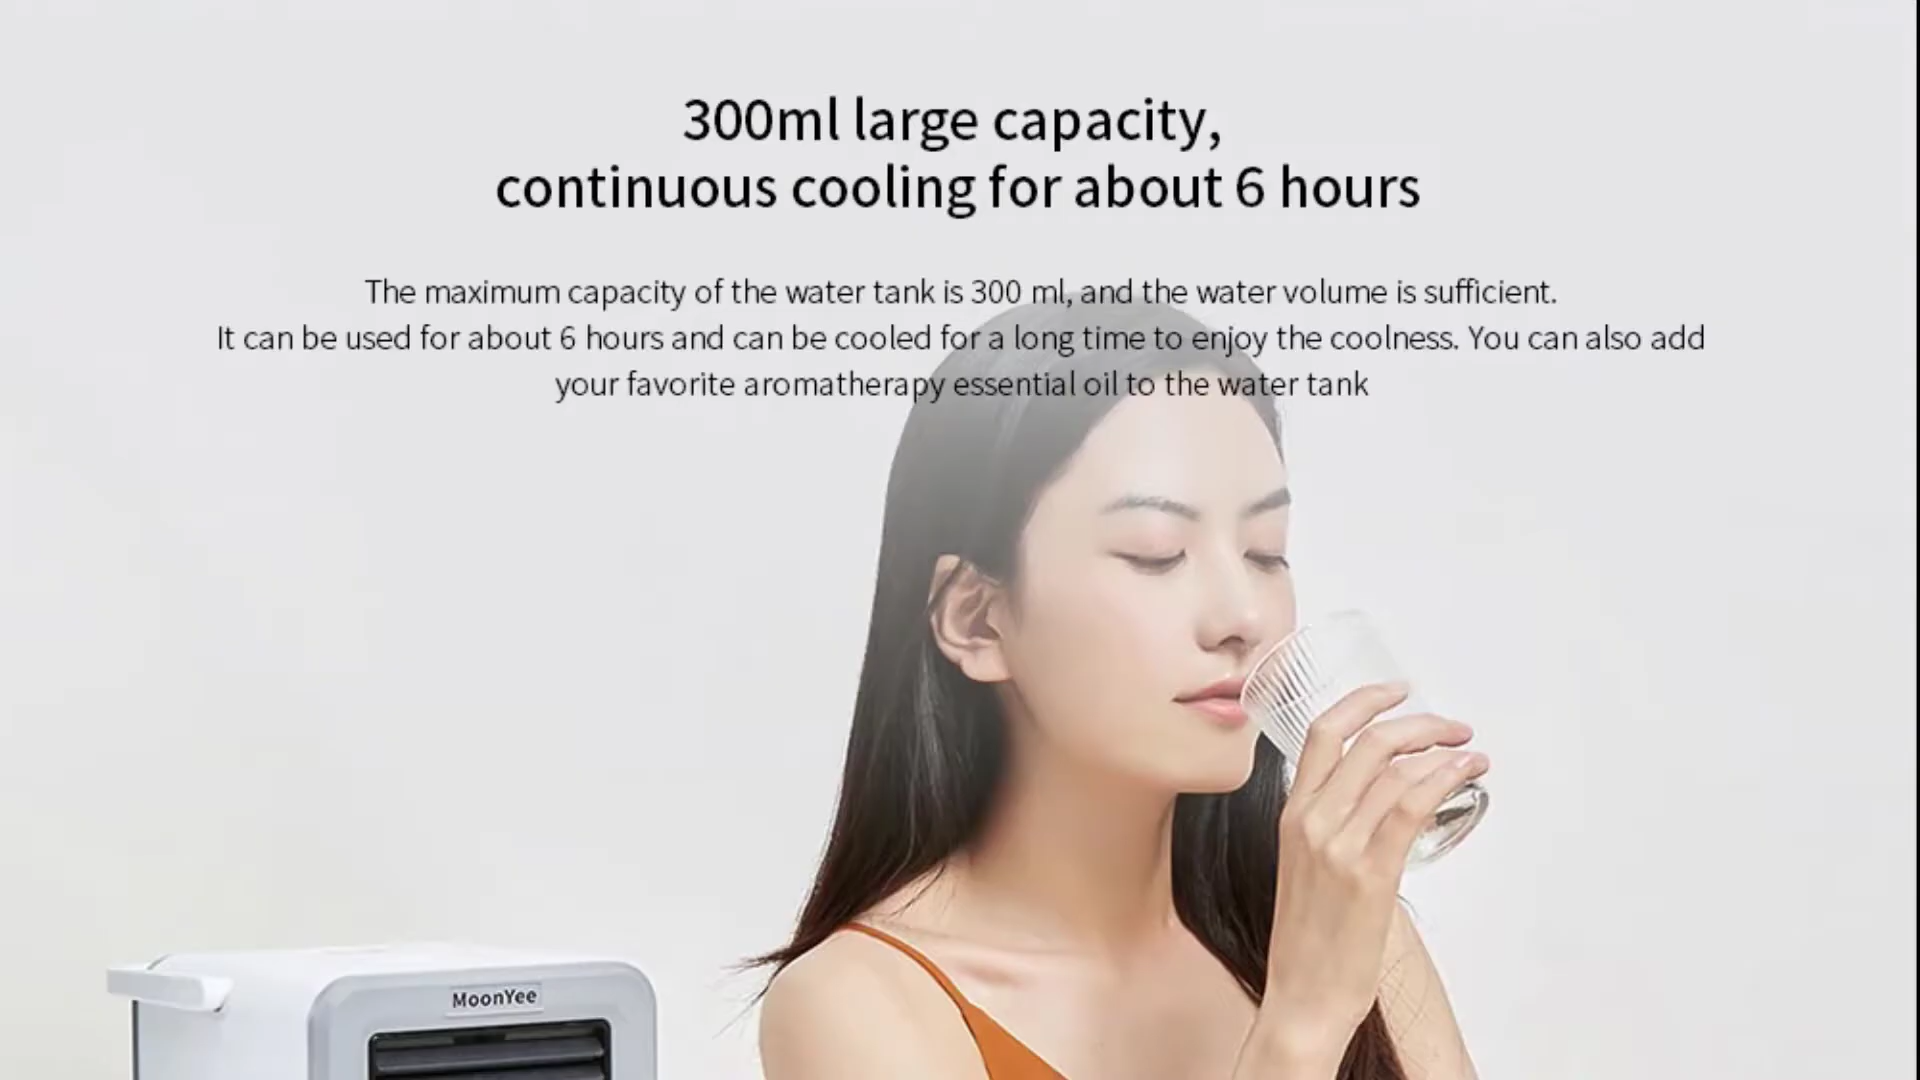 300ml large capacity,
continuous cooling for about 6 hours
The maximum capacity of the water tank is 300 ml, and the water volume is sufficient.
It can be used for about 6 hours and can be cooled for a long time to enjoy the coolness. You can also add
your favorite aromatherapy essential oil to the water tank
MoonYee